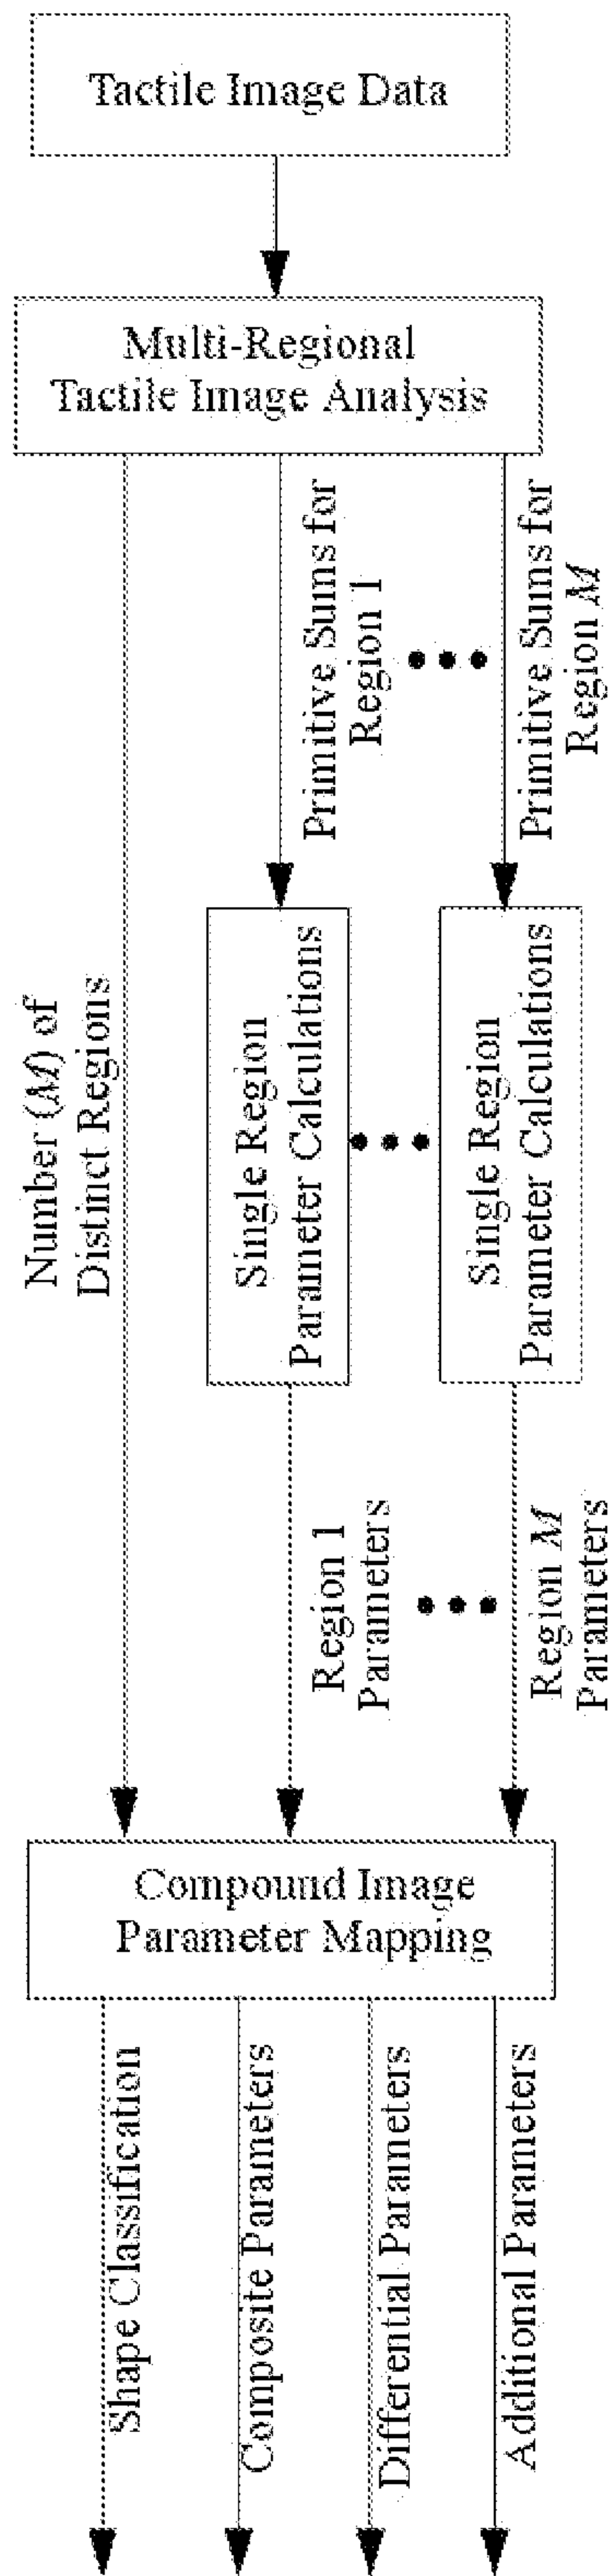 Tactile Image Data
Multi-Regional
Tactile Image Analysis
Primitive Sums for
Region 1
Primitive Sums for
Region M
Number (M) of
Distinct Regions
Single Region
Parameter Calculations
Single Region
Parameter Calculations
Region 1
Parameters
Region M
Parameters
Compound Image
Parameter Mapping
Shape Classification
Composite Parameters
Differential Parameters
Additional Parameters